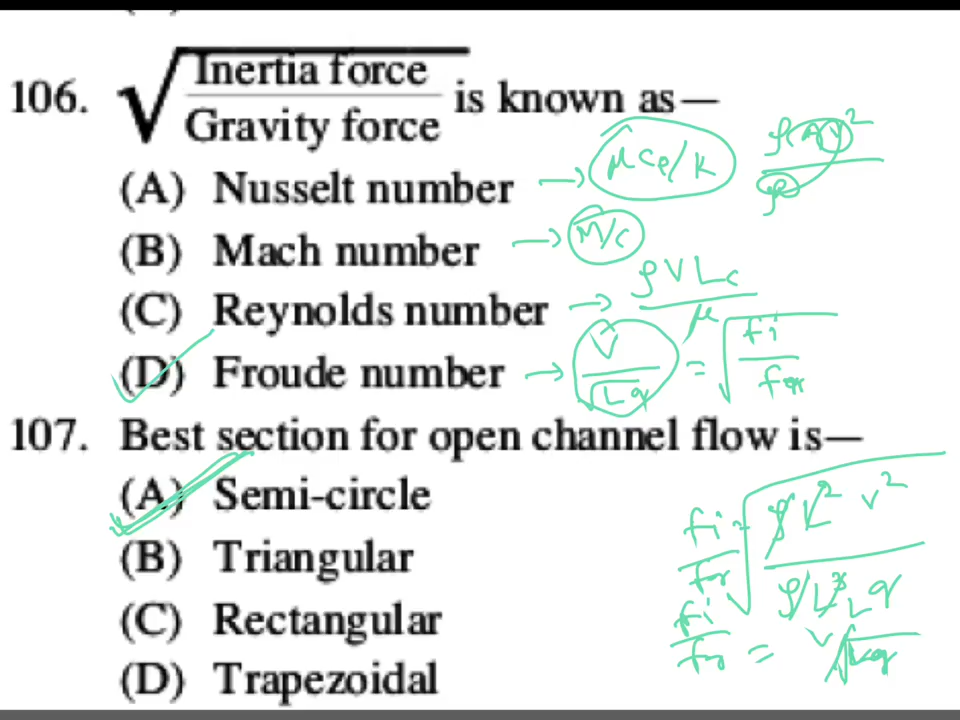 106. √ Inertia force / Gravity force is known as—
(A) Nusselt number → μCp/K
(B) Mach number → M/C
(C) Reynolds number → ρVLc/μ
(D) Froude number → V/√Lg = √fi/
107. Best section for open channel flow is—
(A) Semi-circle
(B) Triangular
(C) Rectangular
(D) Trapezoidal